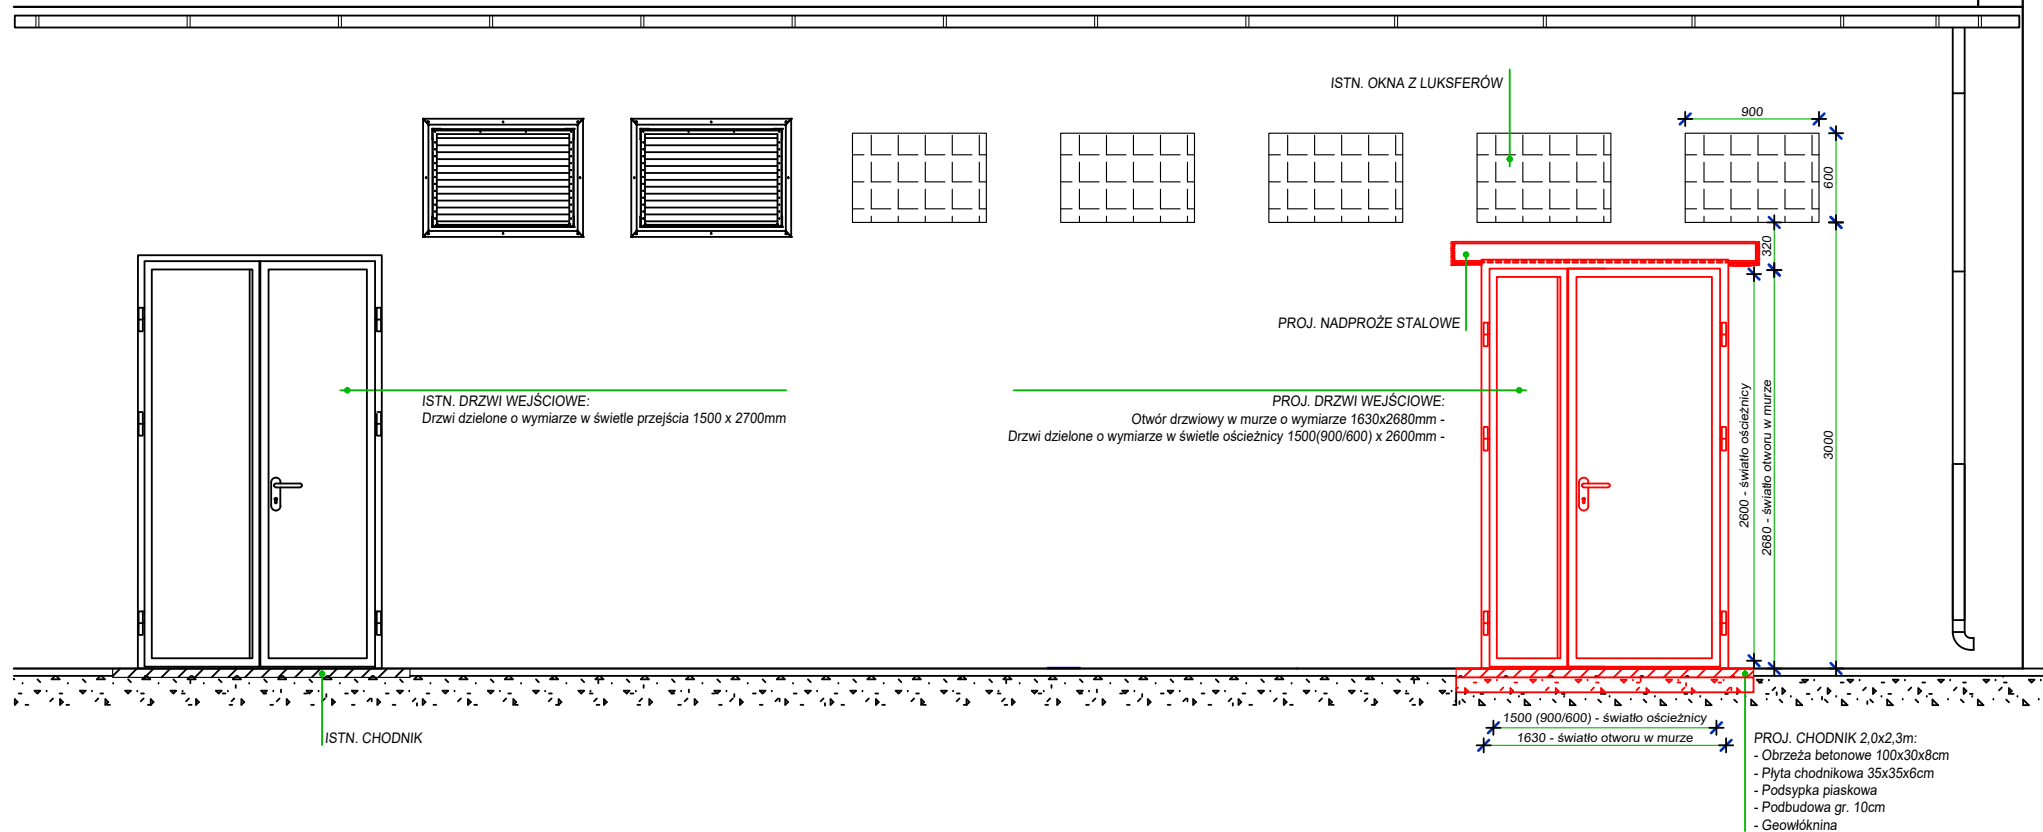 ISTN. OKNA Z LUKSFERÓW
900
600
320
PROJ. NADPROŻE STALOWE
ISTN. DRZWI WEJŚCIOWE:
Drzwi dzielone o wymiarze w świetle przejścia 1500 x 2700mm
PROJ. DRZWI WEJŚCIOWE:
Otwór drzwiowy w murze o wymiarze 1630x2680mm -
Drzwi dzielone o wymiarze w świetle ościeżnicy 1500(900/600) x 2600mm -
2600 - światło ościeżnicy
2680 - światło otworu w murze
3000
1500 (900/600) - światło ościeżnicy
1630 - światło otworu w murze
ISTN. CHODNIK
PROJ. CHODNIK 2,0x2,3m:
- Obrzeża betonowe 100x30x8cm
- Płyta chodnikowa 35x35x6cm
- Podsypka piaskowa
- Podbudowa gr. 10cm
- Geowłóknina